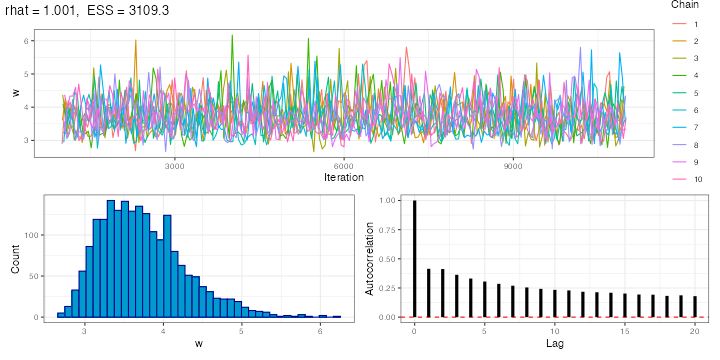 rhat = 1.001, ESS = 3109.3
Chain
1
2
3
4
5
6
7
8
9
10
w
6
5
4
3
3000 6000 9000
Iteration
Count
100
50
0
3 4 5 6
w
Autocorrelation
1.00
0.75
0.50
0.25
0.00
0 5 10 15 20
Lag